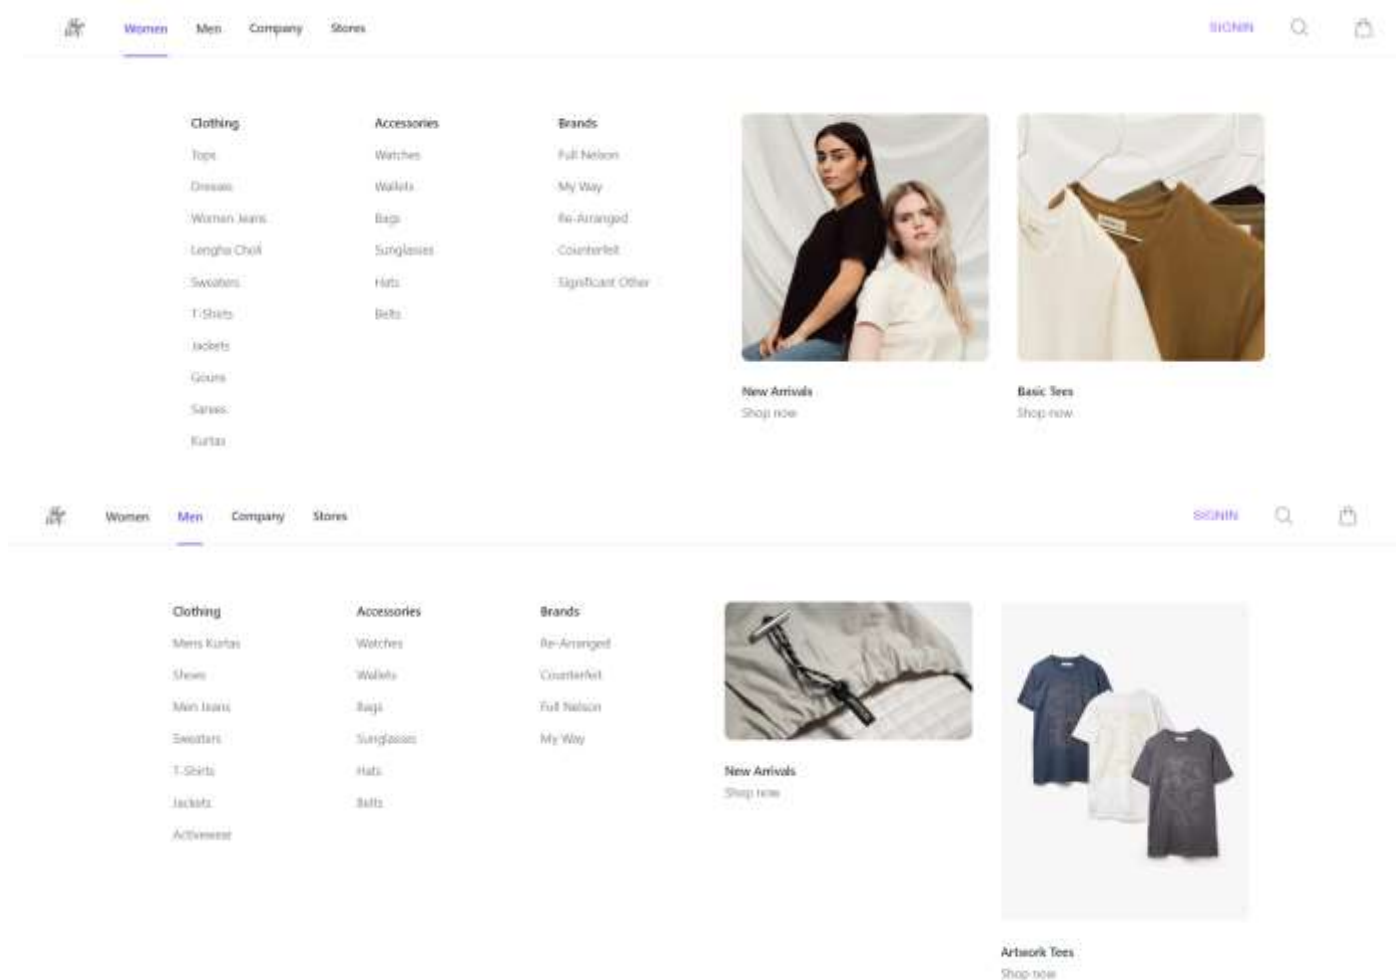 Women Men Company Stores SIGNIN
Clothing Accessories Brands
Tops Watches Full Nelson
Dresses Wallets My Way
Women Jeans Bags Re-Arranged
Lengha Choli Sunglasses Counterfeit
Sweaters Hats Significant Other
T-Shirts Belts
Jackets
Gouns
Sarees
Kurtas
New Arrivals Basic Tees
Shop now Shop now
Women Men Company Stores SIGNIN
Clothing Accessories Brands
Mens Kurtas Watches Re-Arranged
Shoes Wallets Counterfeit
Men Jeans Bags Full Nelson
Sweaters Sunglasses My Way
T-Shirts Hats
Jackets Belts
Activewear
New Arrivals
Shop now
Artwork Tees
Shop now